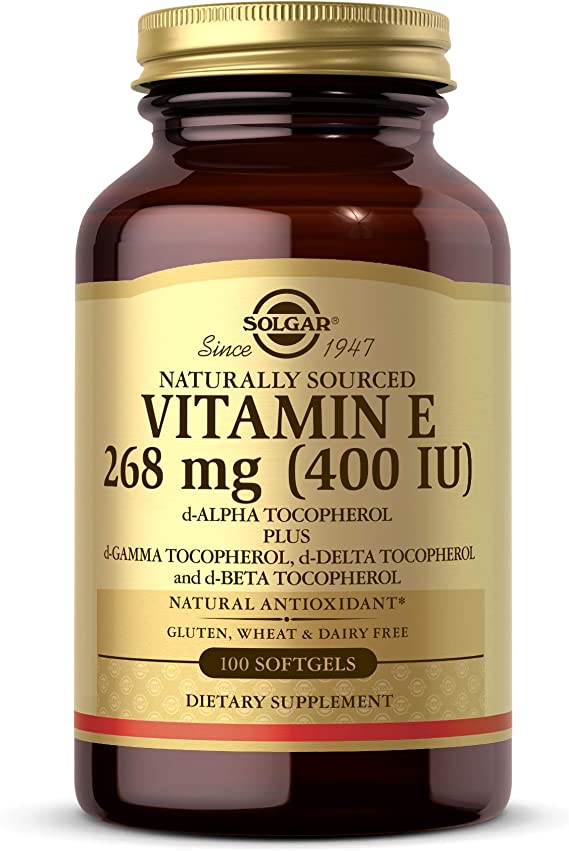 SOLGAR®
Since 1947
NATURALLY SOURCED
VITAMIN E
268 mg (400 IU)
d-ALPHA TOCOPHEROL
PLUS
d-GAMMA TOCOPHEROL, d-DELTA TOCOPHEROL
and d-BETA TOCOPHEROL
NATURAL ANTIOXIDANT*
GLUTEN, WHEAT & DAIRY FREE
100 SOFTGELS
DIETARY SUPPLEMENT